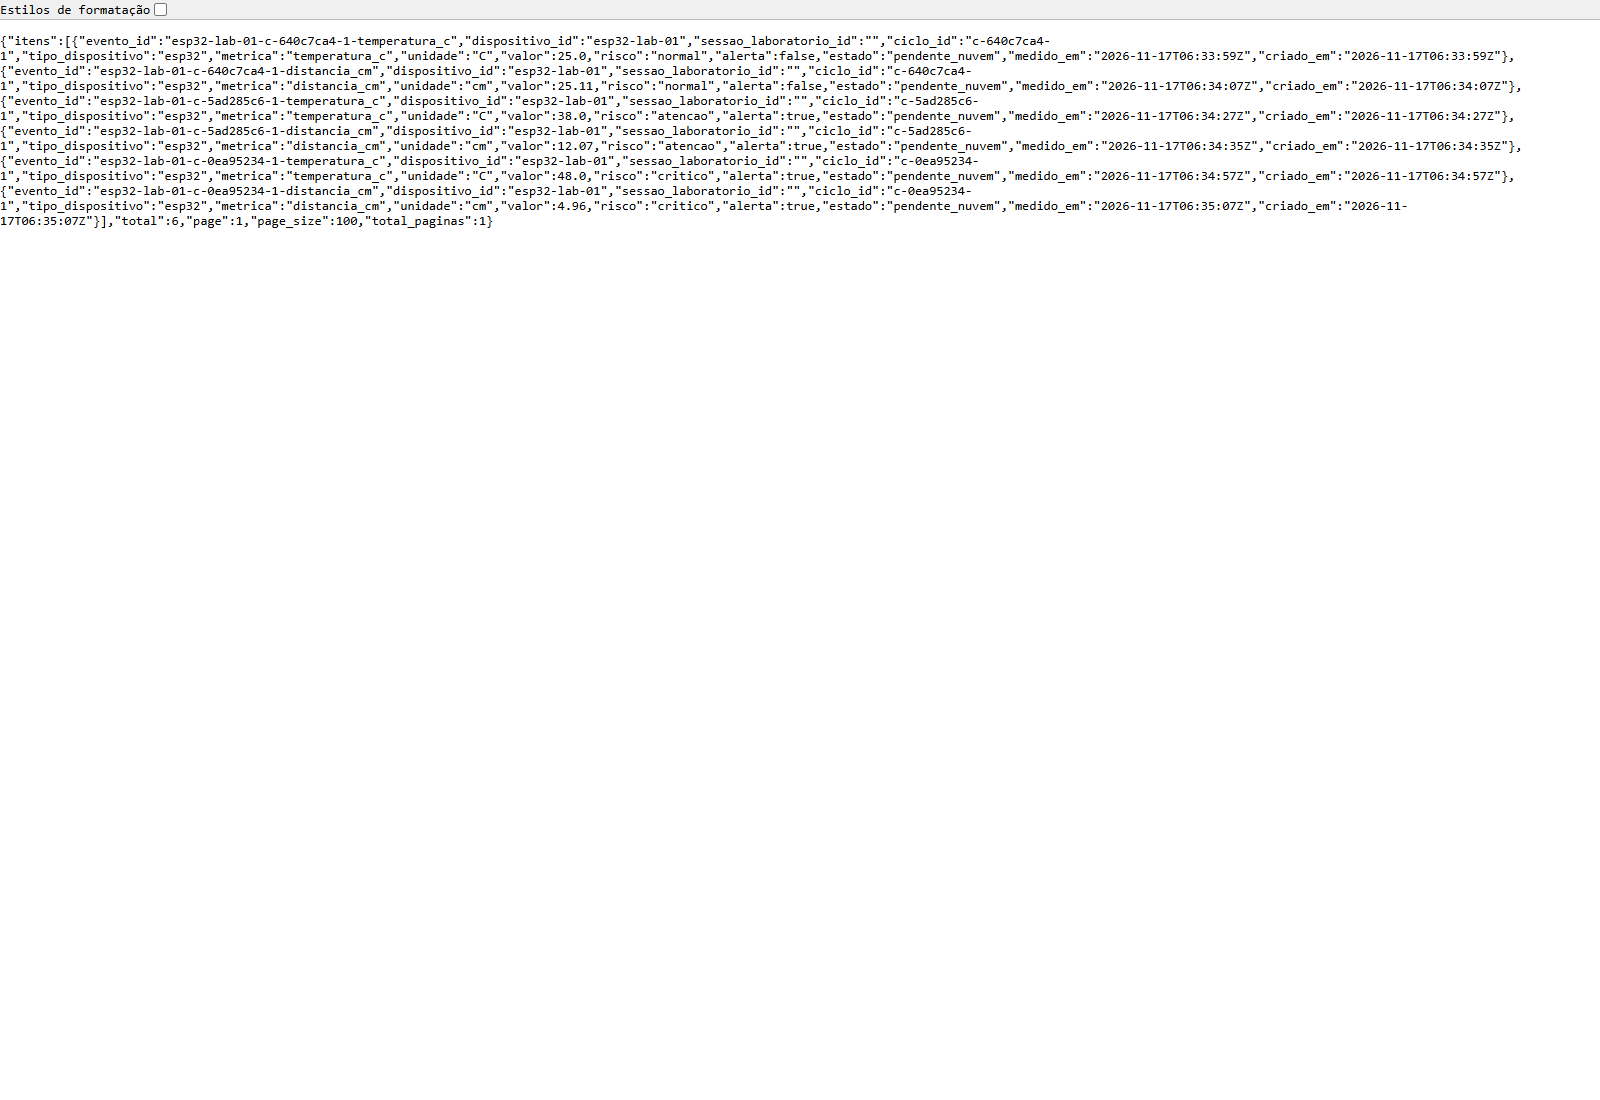 Estilos de formatação
{"itens":[{"evento_id":"esp32-lab-01-c-640c7ca4-1-temperatura_c","dispositivo_id":"esp32-lab-01","sessao_laboratorio_id":"","ciclo_id":"c-640c7ca4-
1","tipo_dispositivo":"esp32","metrica":"temperatura_c","unidade":"C","valor":25.0,"risco":"normal","alerta":false,"estado":"pendente_nuvem","medido_em":"2026-11-17T06:33:59Z","criado_em":"2026-11-17T06:33:59Z"},
{"evento_id":"esp32-lab-01-c-640c7ca4-1-distancia_cm","dispositivo_id":"esp32-lab-01","sessao_laboratorio_id":"","ciclo_id":"c-640c7ca4-
1","tipo_dispositivo":"esp32","metrica":"distancia_cm","unidade":"cm","valor":25.11,"risco":"normal","alerta":false,"estado":"pendente_nuvem","medido_em":"2026-11-17T06:34:07Z","criado_em":"2026-11-17T06:34:07Z"},
{"evento_id":"esp32-lab-01-c-5ad285c6-1-temperatura_c","dispositivo_id":"esp32-lab-01","sessao_laboratorio_id":"","ciclo_id":"c-5ad285c6-
1","tipo_dispositivo":"esp32","metrica":"temperatura_c","unidade":"C","valor":38.0,"risco":"atencao","alerta":true,"estado":"pendente_nuvem","medido_em":"2026-11-17T06:34:27Z","criado_em":"2026-11-17T06:34:27Z"},
{"evento_id":"esp32-lab-01-c-5ad285c6-1-distancia_cm","dispositivo_id":"esp32-lab-01","sessao_laboratorio_id":"","ciclo_id":"c-5ad285c6-
1","tipo_dispositivo":"esp32","metrica":"distancia_cm","unidade":"cm","valor":12.07,"risco":"atencao","alerta":true,"estado":"pendente_nuvem","medido_em":"2026-11-17T06:34:35Z","criado_em":"2026-11-17T06:34:35Z"},
{"evento_id":"esp32-lab-01-c-0ea95234-1-temperatura_c","dispositivo_id":"esp32-lab-01","sessao_laboratorio_id":"","ciclo_id":"c-0ea95234-
1","tipo_dispositivo":"esp32","metrica":"temperatura_c","unidade":"C","valor":48.0,"risco":"critico","alerta":true,"estado":"pendente_nuvem","medido_em":"2026-11-17T06:34:57Z","criado_em":"2026-11-17T06:34:57Z"},
{"evento_id":"esp32-lab-01-c-0ea95234-1-distancia_cm","dispositivo_id":"esp32-lab-01","sessao_laboratorio_id":"","ciclo_id":"c-0ea95234-
1","tipo_dispositivo":"esp32","metrica":"distancia_cm","unidade":"cm","valor":4.96,"risco":"critico","alerta":true,"estado":"pendente_nuvem","medido_em":"2026-11-17T06:35:07Z","criado_em":"2026-11-
17T06:35:07Z"}],"total":6,"page":1,"page_size":100,"total_paginas":1}